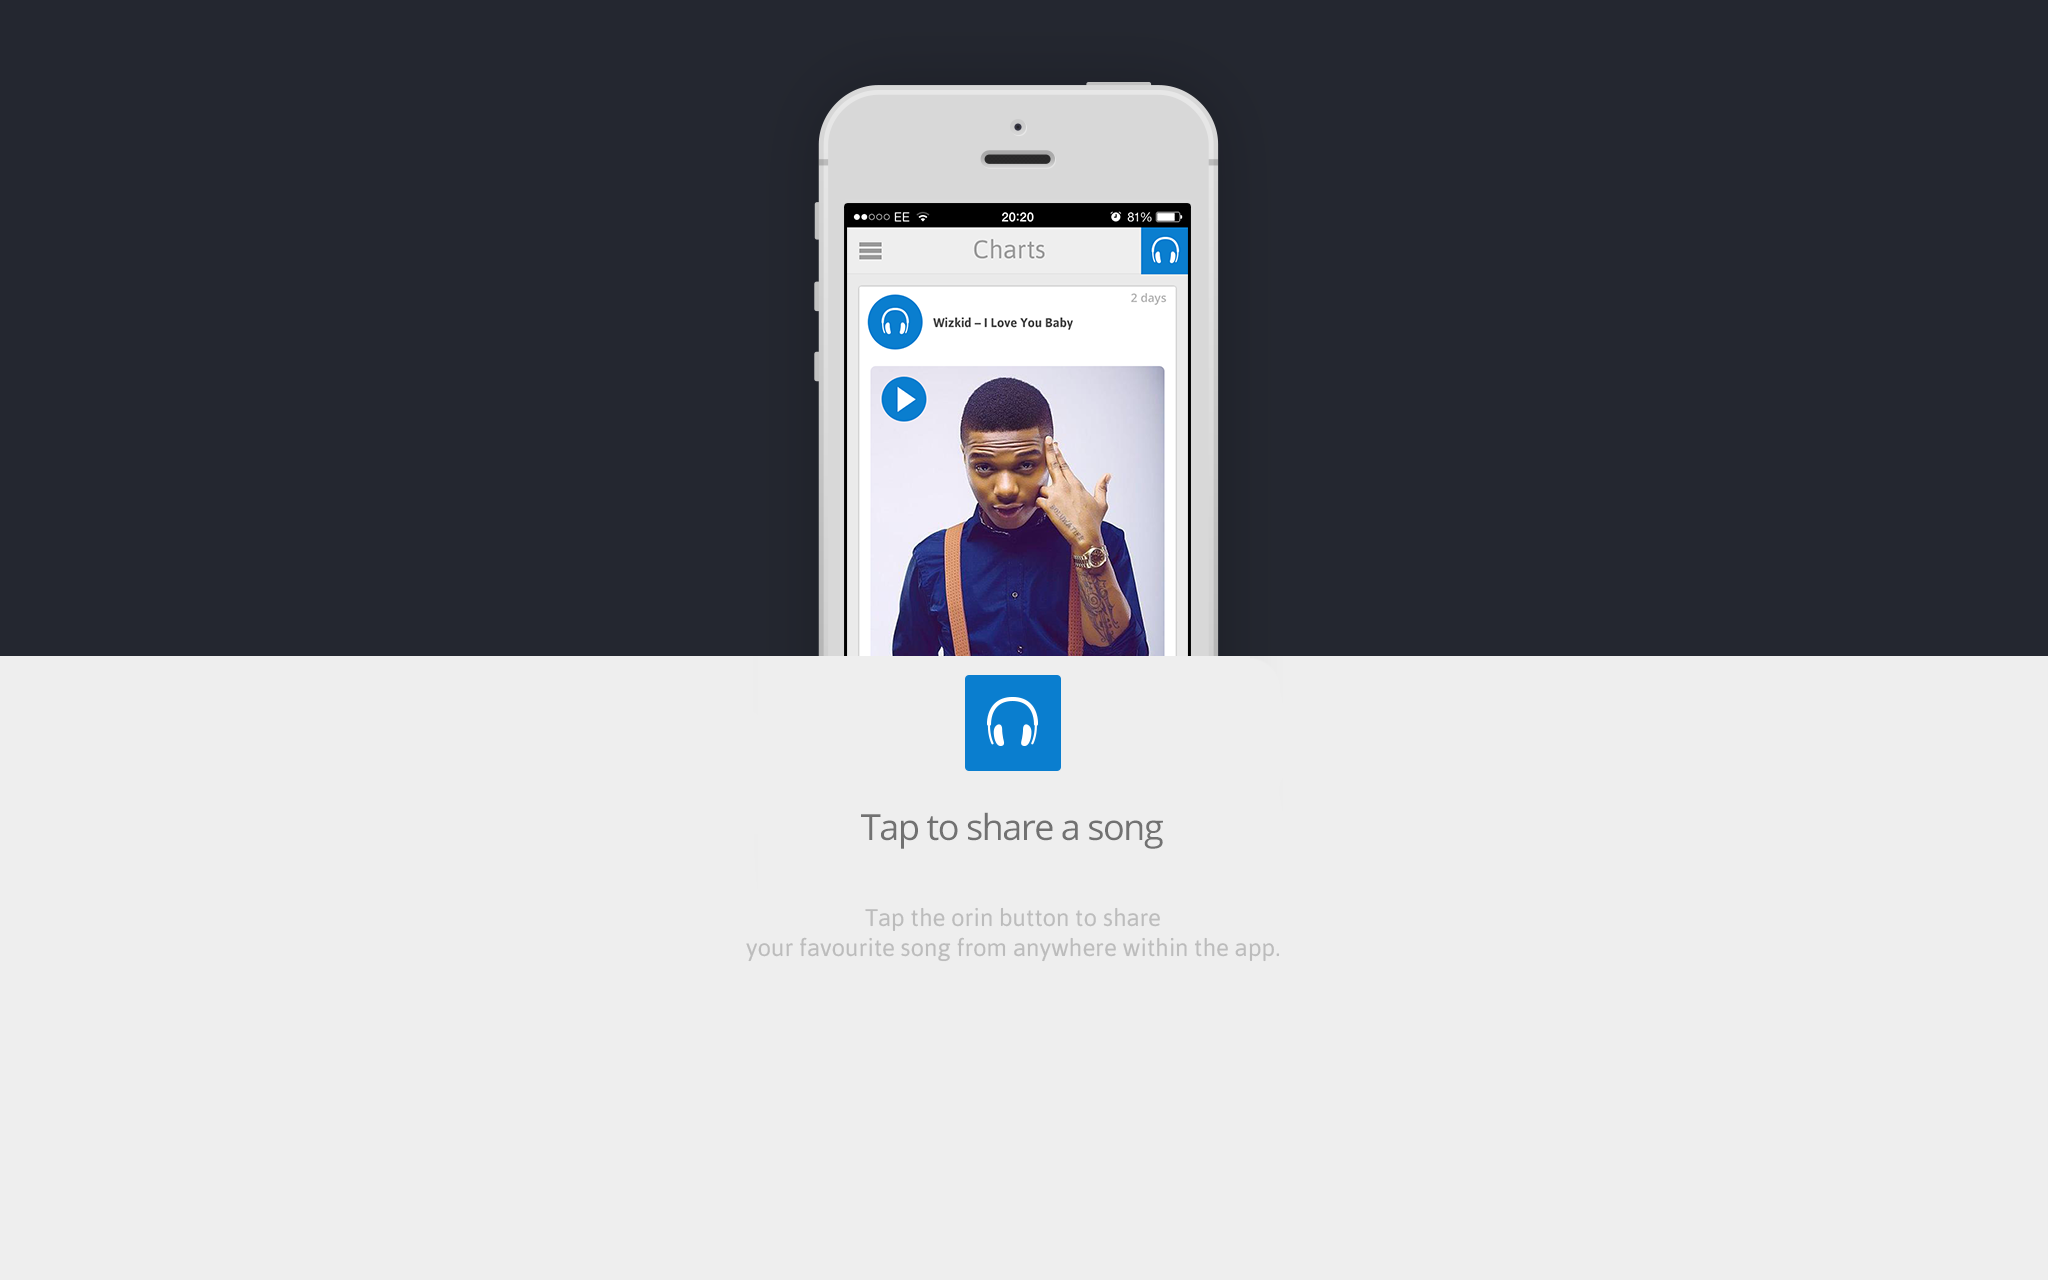 EE 20:20 81%
Charts
2 days
Wizkid – I Love You Baby
Tap to share a song
Tap the orin button to share
your favourite song from anywhere within the app.